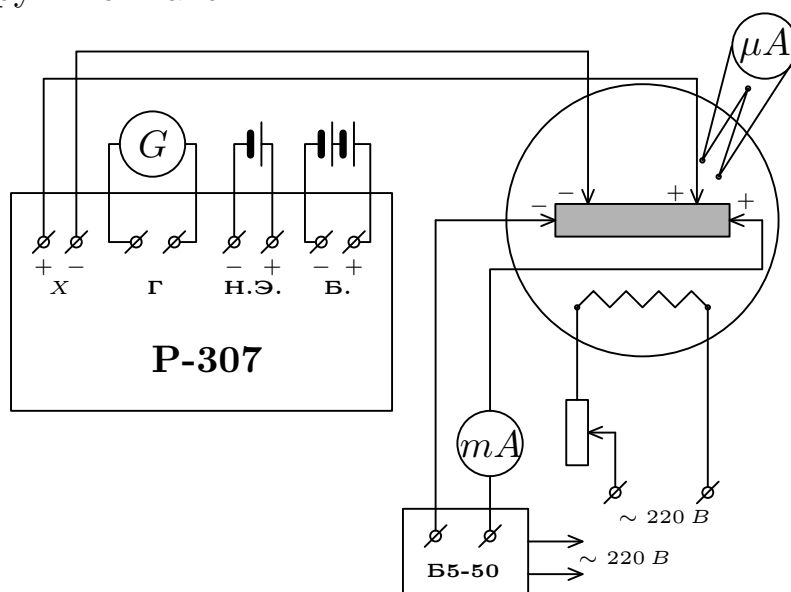 μA
G
− + + +
−
+ − − + − +
X Г Н.Э. Б.
Р-307
mA
∼ 220 В
∼ 220 В
Б5-50